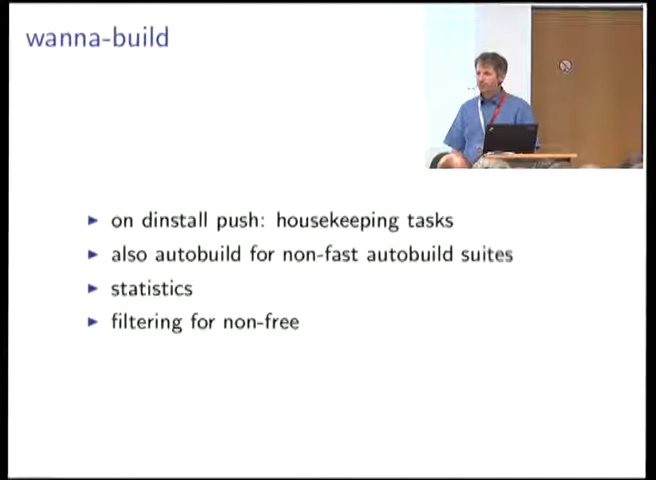 wanna-build
on dinstall push: housekeeping tasks
also autobuild for non-fast autobuild suites
statistics
filtering for non-free